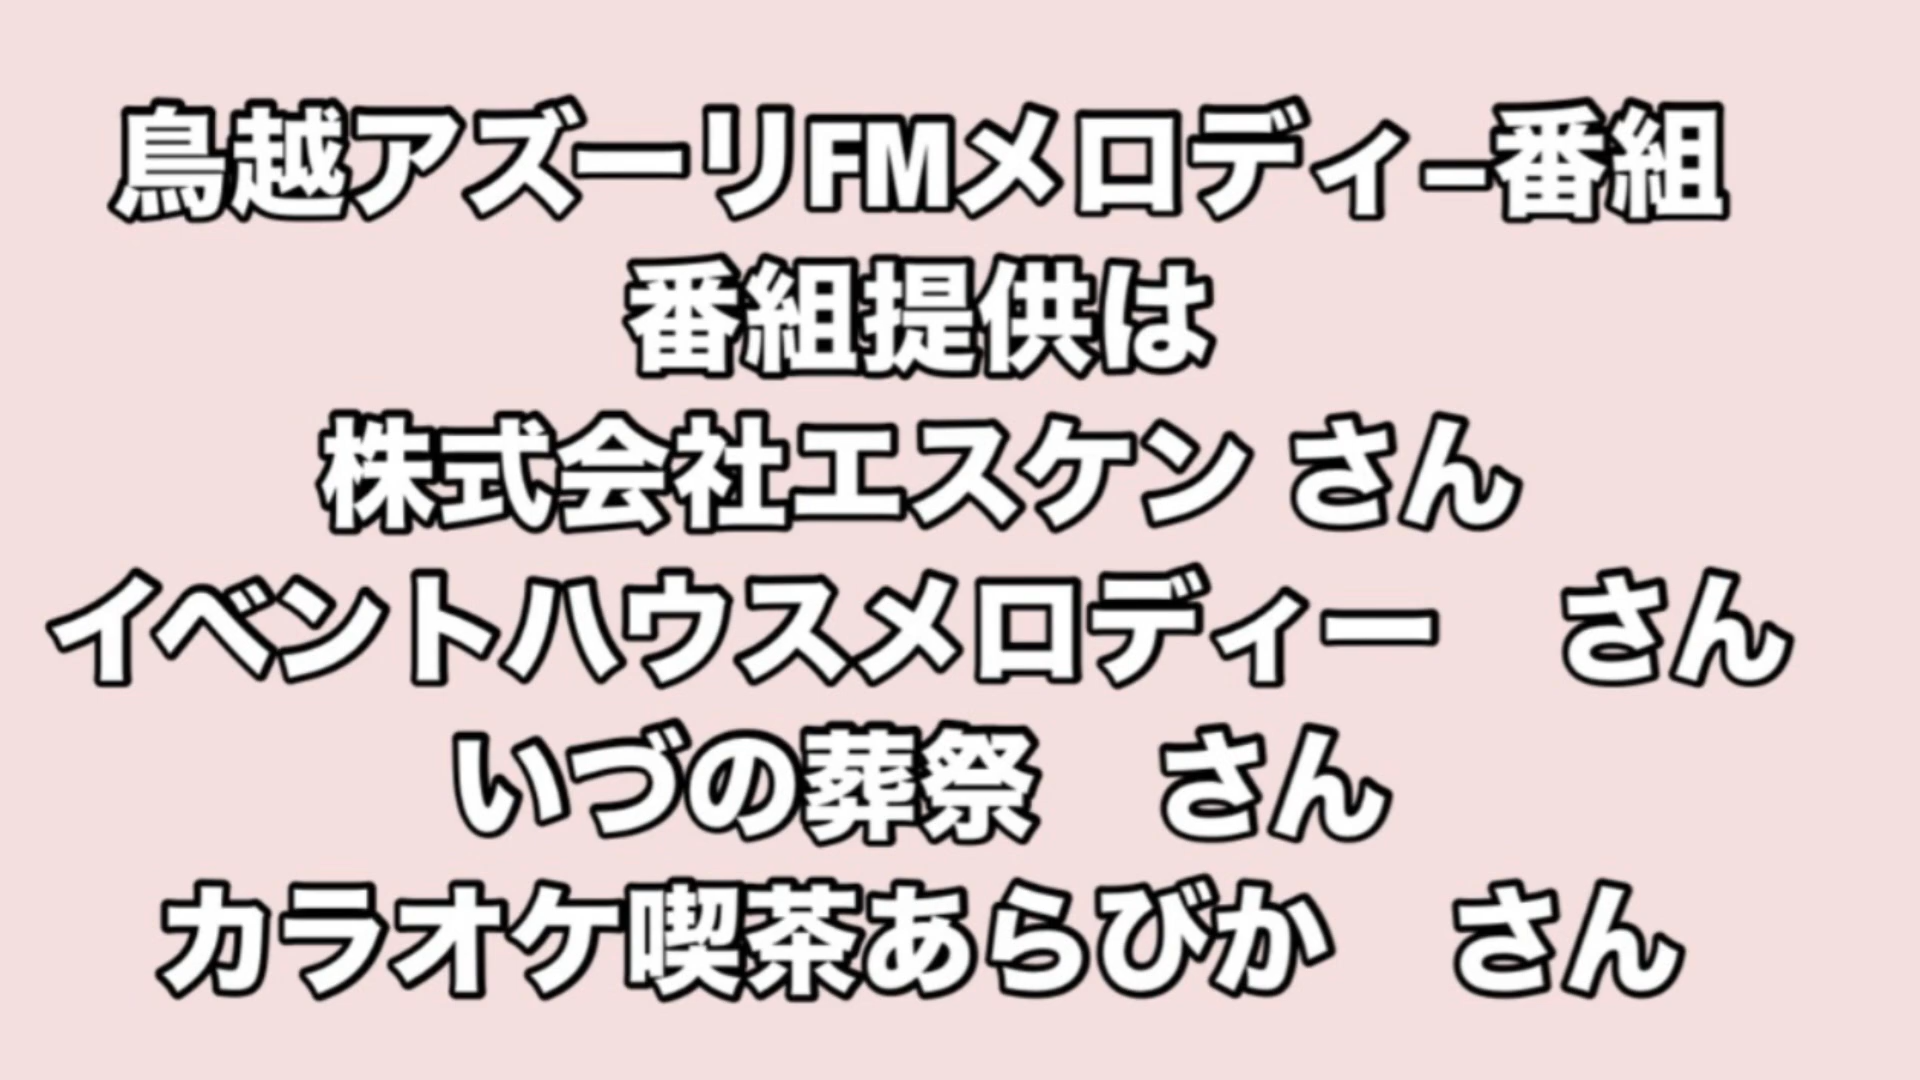 鳥越アズーリFMメロディｰ番組
番組提供は
株式会社エスケン さん
イベントハウスメロディー　さん
いづの葬祭　さん
カラオケ喫茶あらびか　さん